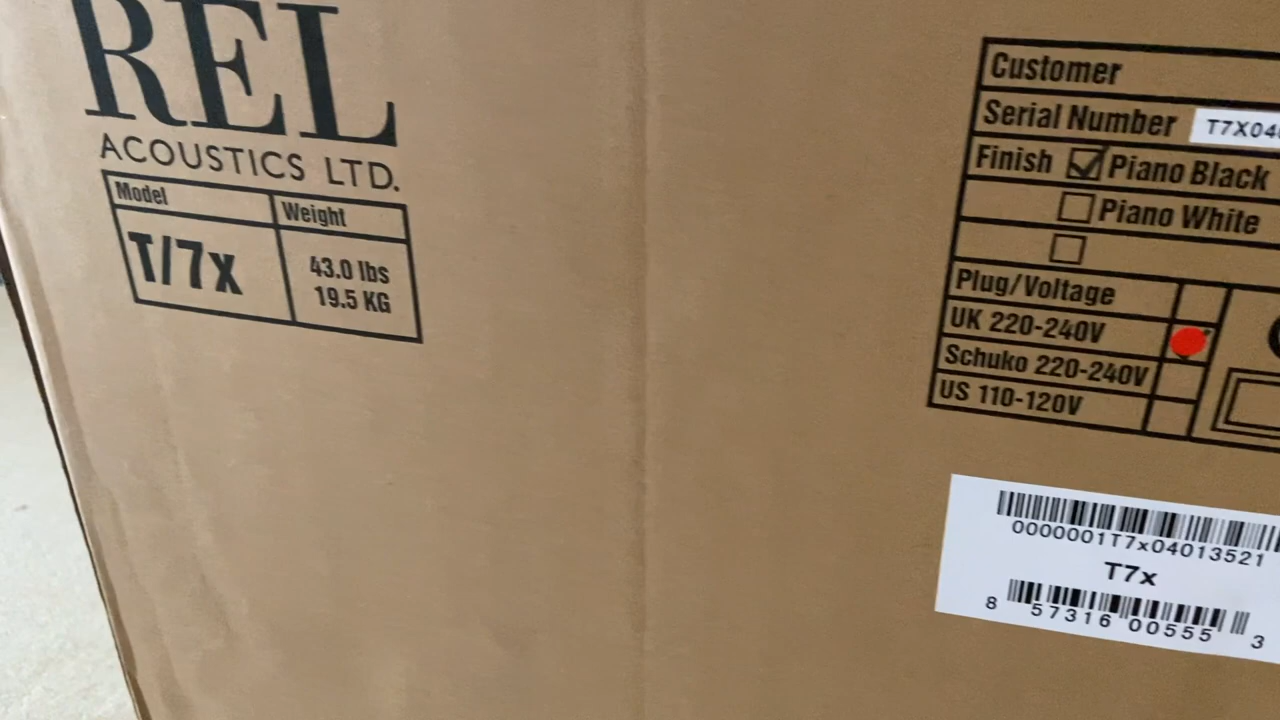 REL
ACOUSTICS LTD.
Model
Weight
T/7x
43.0 lbs
19.5 KG
Customer
Serial Number T7X04
Finish Piano Black
Piano White
Plug/Voltage
UK 220-240V
Schuko 220-240V
US 110-120V
0000001T7x04013521
T7x
8 57316 00555 3